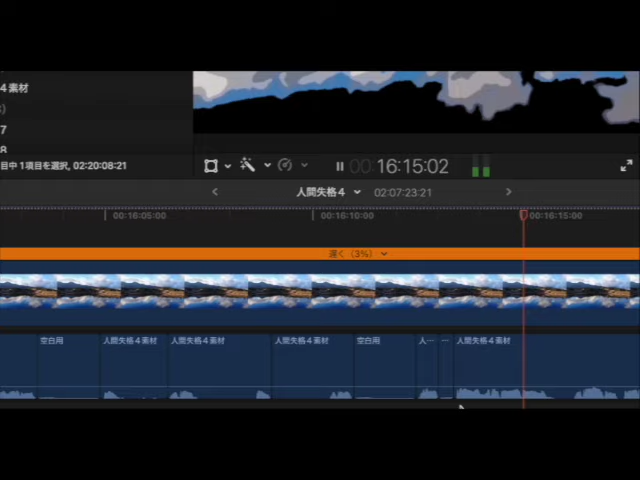 4素材
7
8
目中 1項目を選択, 02:20:08:21
00:16:15:02
人間失格４
02:07:23:21
00:16:05:00
00:16:10:00
00:16:15:00
遅く (3%)
空白用
人間失格４素材
人間失格４素材
人間失格４素材
空白用
人…
…
人間失格４素材